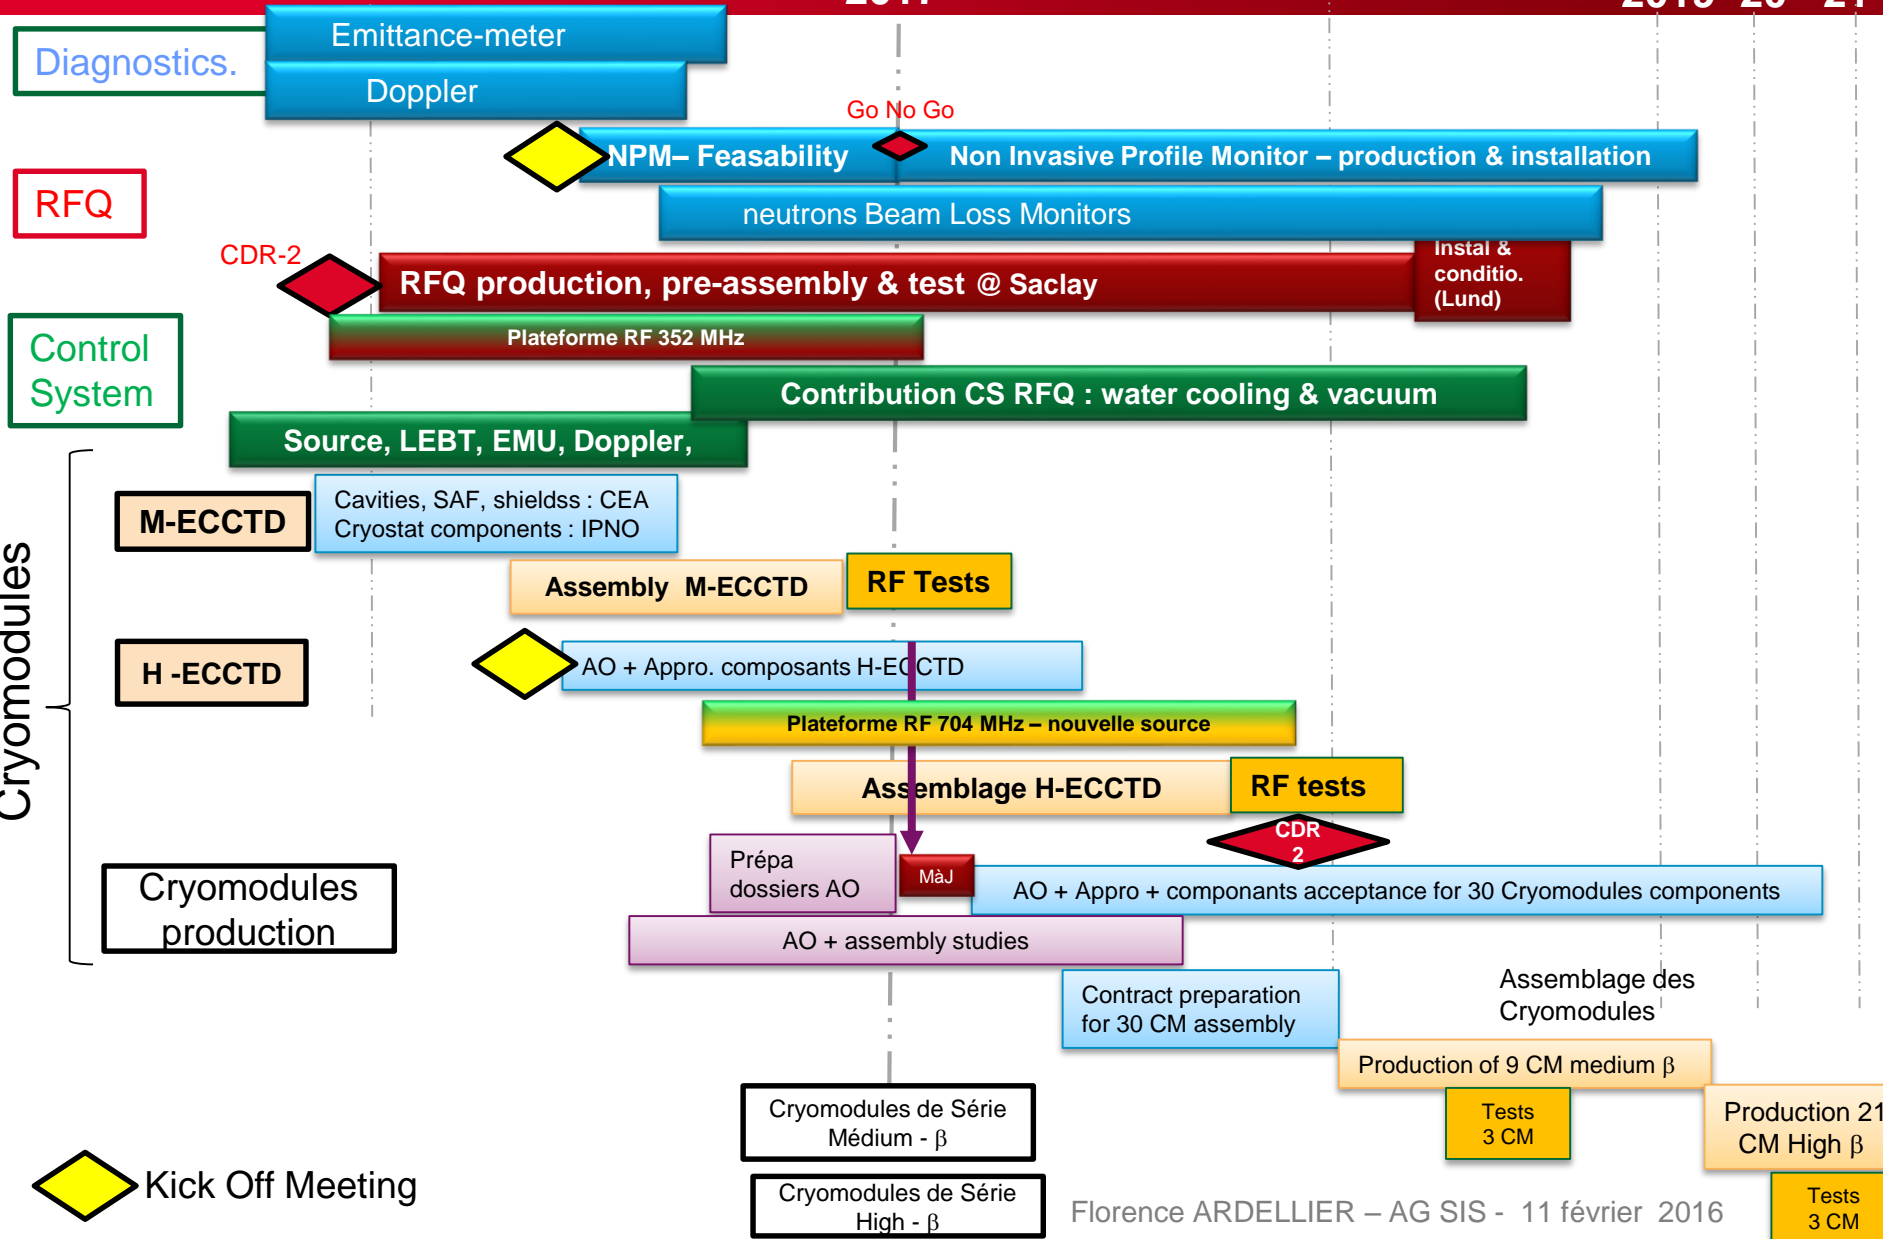 2017
2019 20 21
Diagnostics.
Emittance-meter
Doppler
Go No Go
NPM– Feasability
Non Invasive Profile Monitor – production & installation
RFQ
neutrons Beam Loss Monitors
CDR-2
RFQ production, pre-assembly & test @ Saclay
Instal &
conditio.
(Lund)
Plateforme RF 352 MHz
Control
System
Contribution CS RFQ : water cooling & vacuum
Source, LEBT, EMU, Doppler,
Cryomodules
M-ECCTD
Cavities, SAF, shieldss : CEA
Cryostat components : IPNO
Assembly M-ECCTD
RF Tests
H -ECCTD
AO + Appro. composants H-ECCTD
Plateforme RF 704 MHz – nouvelle source
Assemblage H-ECCTD
RF tests
CDR
2
Prépa
dossiers AO
MàJ
Cryomodules
production
AO + Appro + componants acceptance for 30 Cryomodules components
AO + assembly studies
Contract preparation
for 30 CM assembly
Assemblage des
Cryomodules
Production of 9 CM medium β
Tests
3 CM
Production 21
CM High β
Tests
3 CM
Cryomodules de Série
Médium - β
Cryomodules de Série
High - β
Kick Off Meeting
Florence ARDELLIER – AG SIS - 11 février 2016